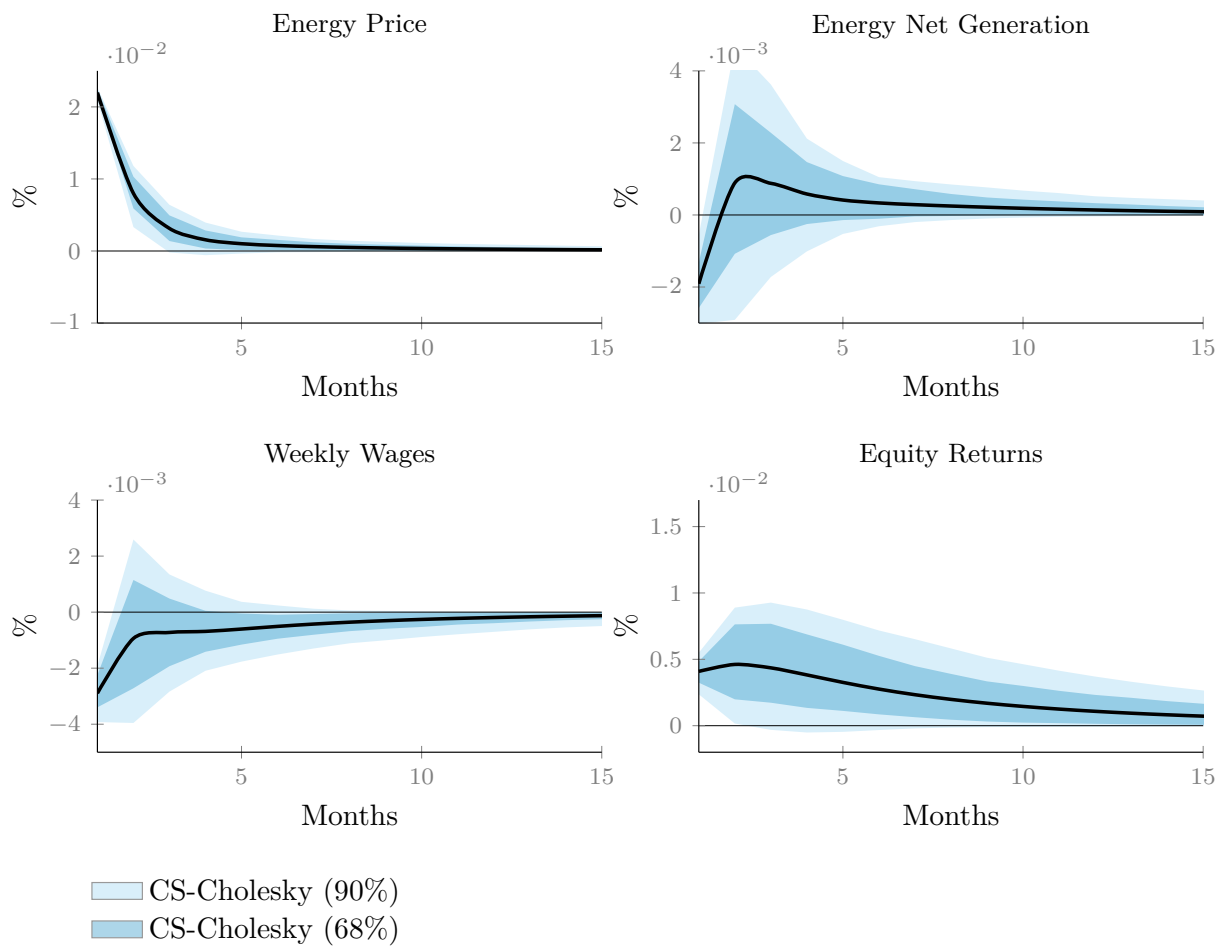 Energy Price
·10⁻²
2
1
0
−1
%
5 10 15
Months
Energy Net Generation
·10⁻³
4
2
0
−2
%
5 10 15
Months
Weekly Wages
·10⁻³
4
2
0
−2
−4
%
5 10 15
Months
Equity Returns
·10⁻²
1.5
1
0.5
0
%
5 10 15
Months
CS-Cholesky (90%)
CS-Cholesky (68%)